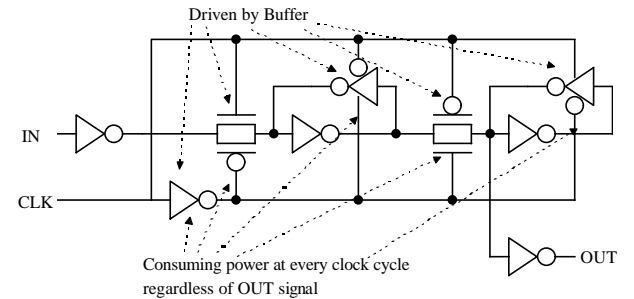 Driven by Buffer
IN
CLK
Consuming power at every clock cycle
regardless of OUT signal
OUT